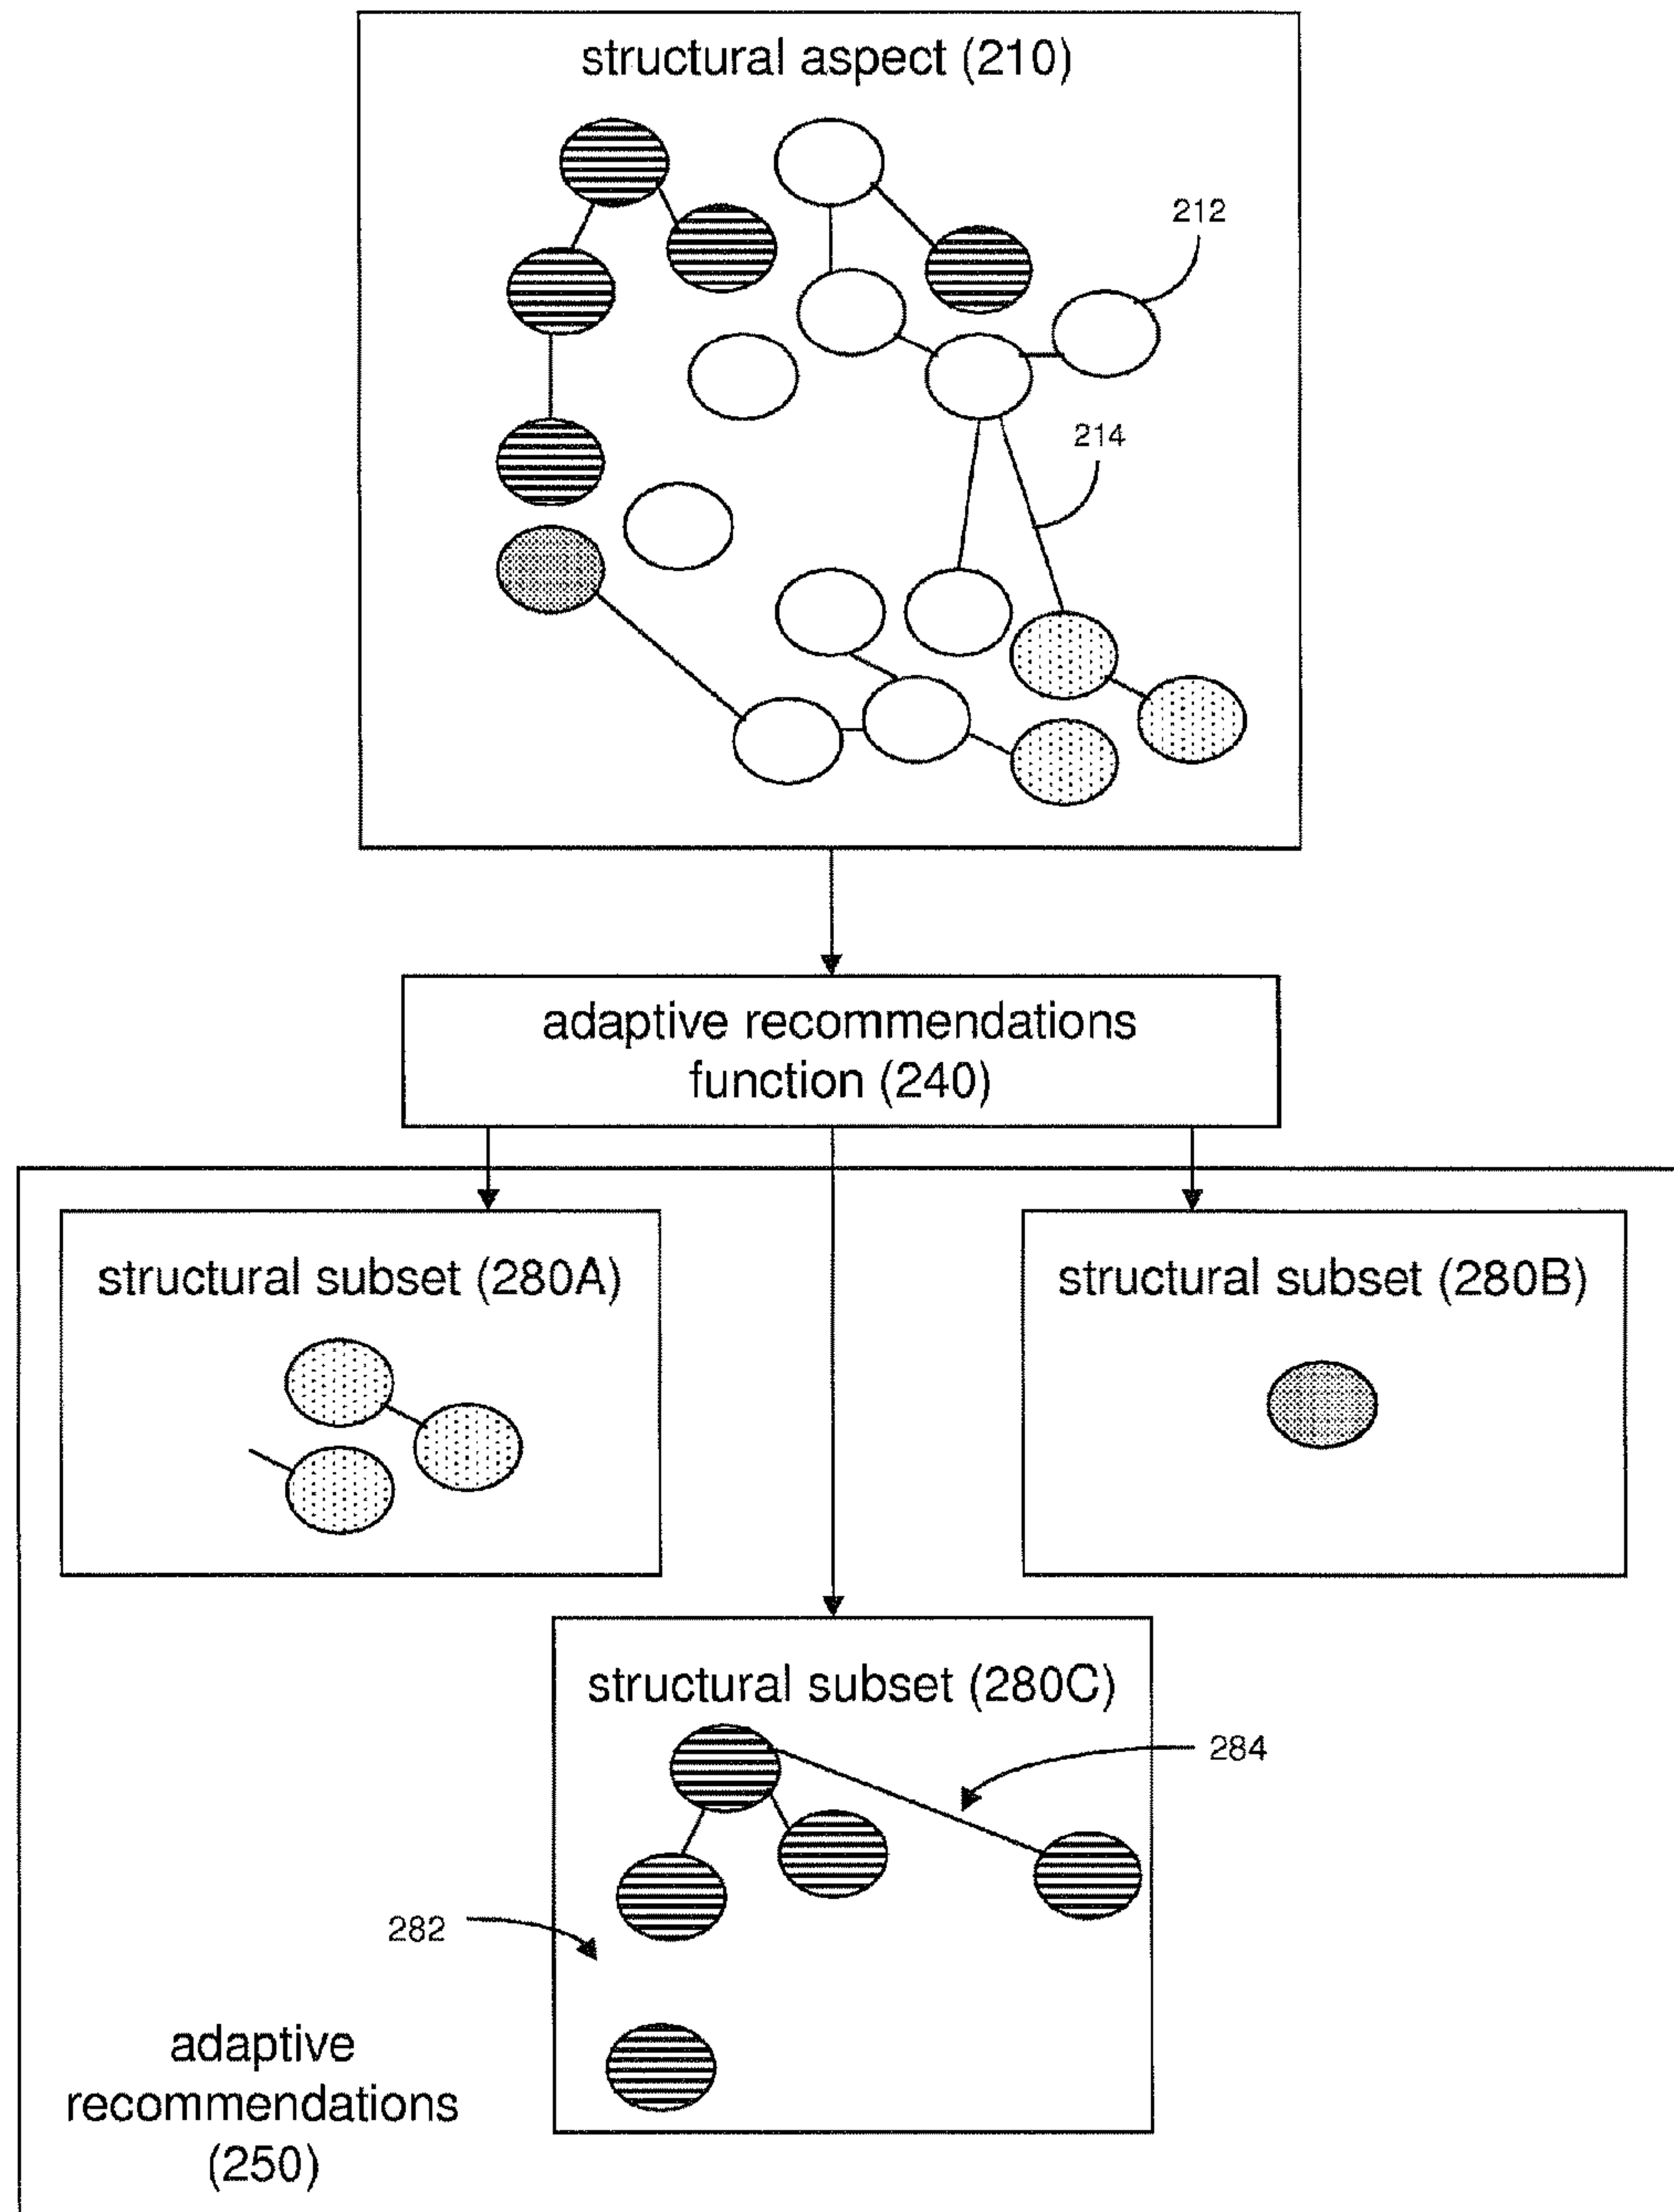 structural aspect (210)
212
214
adaptive recommendations
function (240)
structural subset (280A)
structural subset (280B)
structural subset (280C)
284
282
adaptive
recommendations
(250)